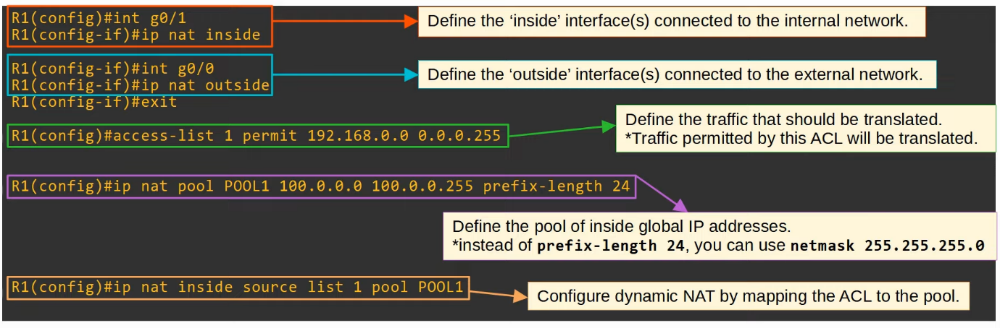 R1(config)#int g0/1
R1(config-if)#ip nat inside
Define the ‘inside’ interface(s) connected to the internal network.
R1(config-if)#int g0/0
R1(config-if)#ip nat outside
R1(config-if)#exit
Define the ‘outside’ interface(s) connected to the external network.
R1(config)#access-list 1 permit 192.168.0.0 0.0.0.255
Define the traffic that should be translated.
*Traffic permitted by this ACL will be translated.
R1(config)#ip nat pool POOL1 100.0.0.0 100.0.0.255 prefix-length 24
Define the pool of inside global IP addresses.
*instead of prefix-length 24, you can use netmask 255.255.255.0
R1(config)#ip nat inside source list 1 pool POOL1
Configure dynamic NAT by mapping the ACL to the pool.